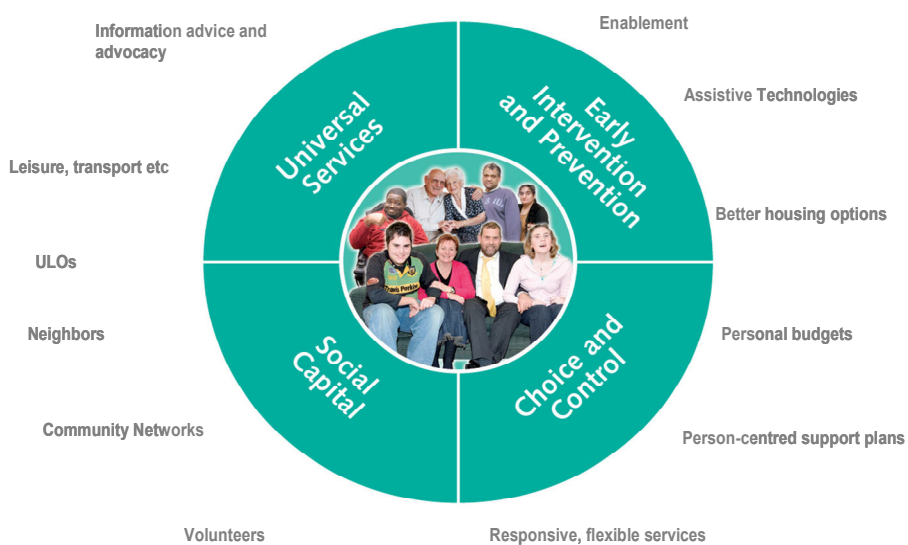 Information advice and
advocacy
Enablement
Universal
Services
Early
Intervention
and Prevention
Assistive Technologies
Leisure, transport etc
Better housing options
ULOs
Neighbors
Personal budgets
Social
Capital
Choice and
Control
Community Networks
Person-centred support plans
Volunteers
Responsive, flexible services